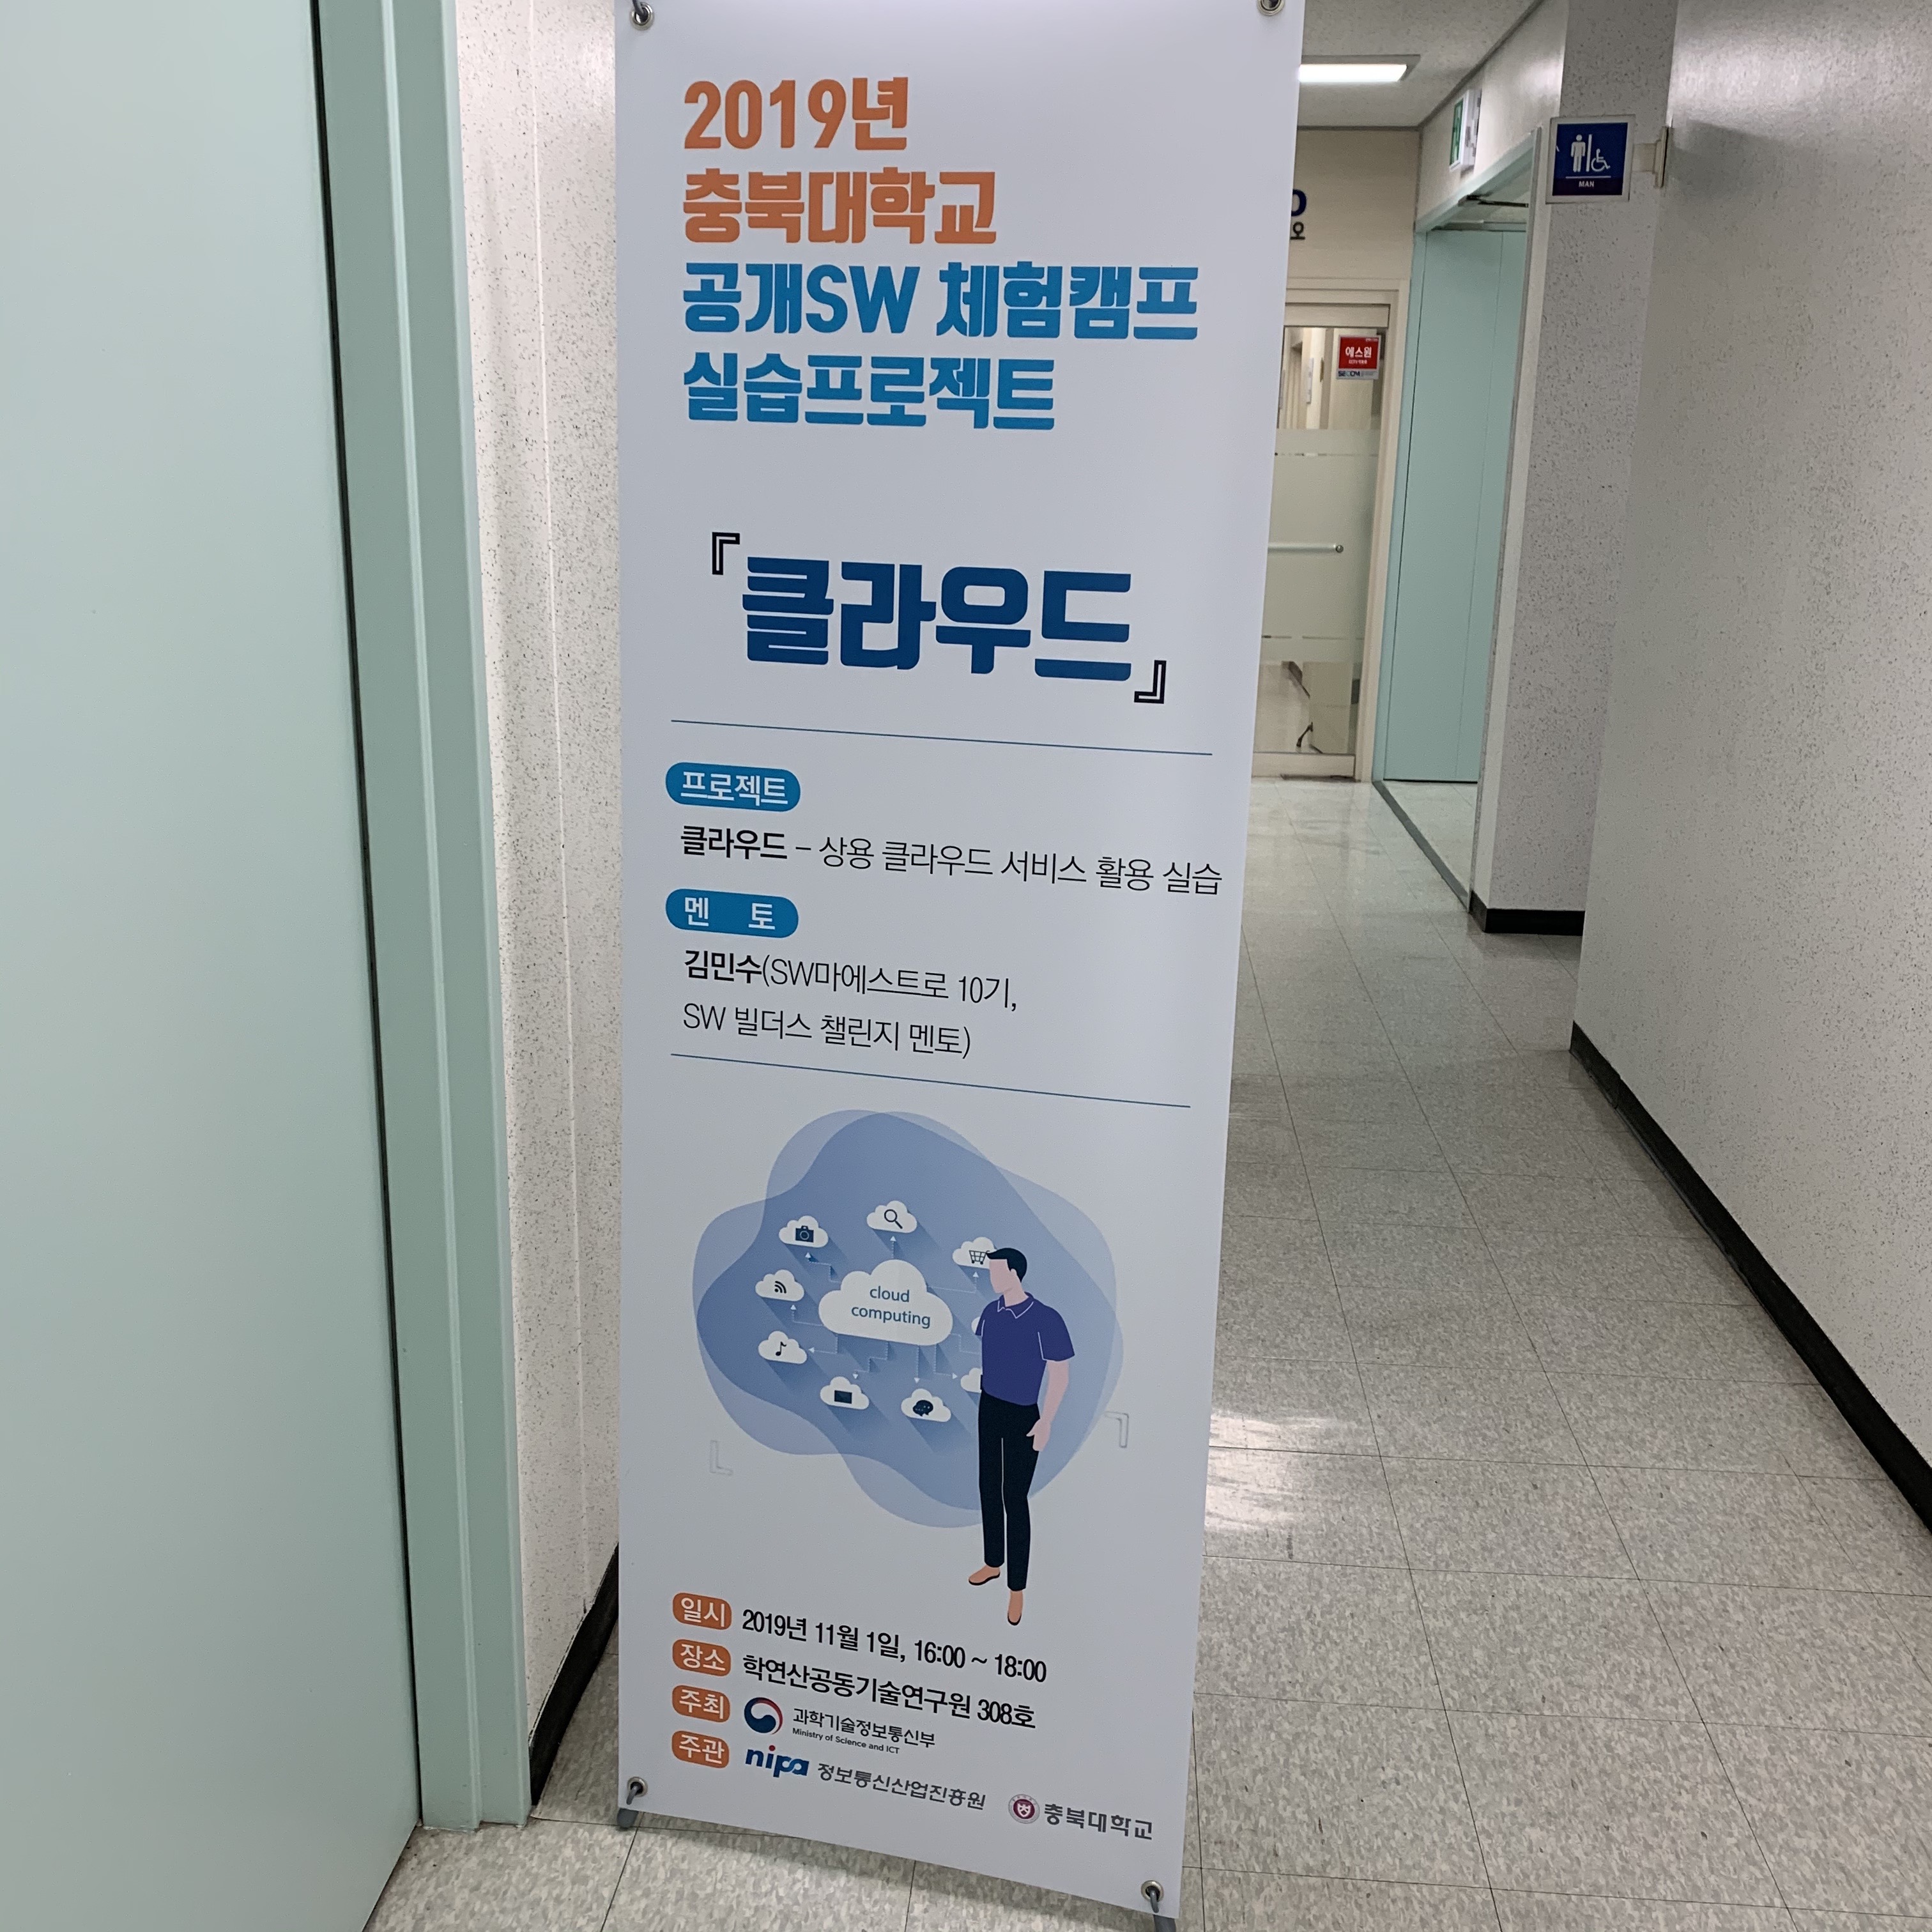 2019년
충북대학교
공개SW 체험캠프
실습프로젝트
『클라우드』
프로젝트
클라우드 – 상용 클라우드 서비스 활용 실습
멘 토
김민수(SW마에스트로 10기,
SW 빌더스 챌린지 멘토)
cloud
computing
일시 2019년 11월 1일, 16:00 ~ 18:00
장소 학연산공동기술연구원 308호
주최 과학기술정보통신부
Ministry of Science and ICT
주관 nipa 정보통신산업진흥원 충북대학교
MAN
에스원